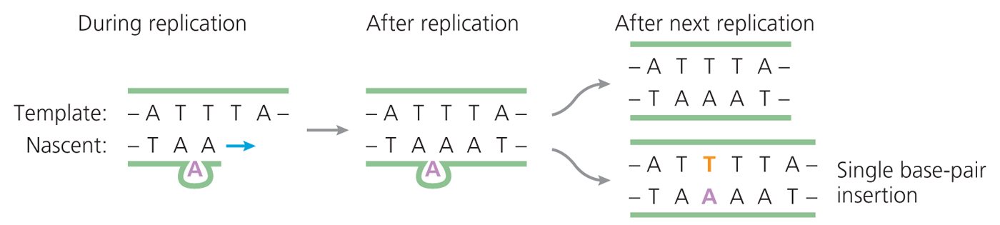 During replication
After replication
After next replication
Template:
– A T T T A –
Nascent:
– T A A
A
– A T T T A –
– T A A A T –
A
– A T T T A –
– T A A A T –
– A T T T T A –
– T A A A A T –
Single base-pair
insertion